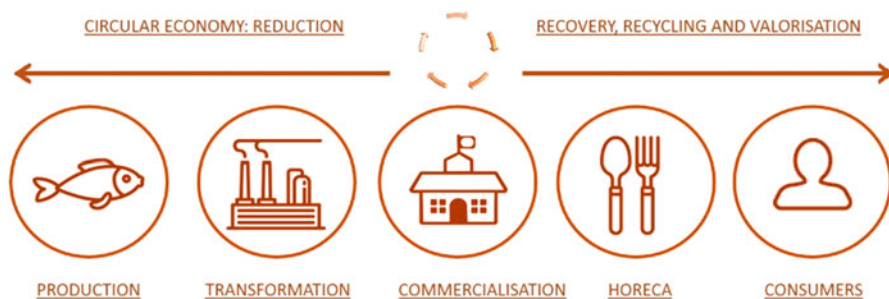 CIRCULAR ECONOMY: REDUCTION
RECOVERY, RECYCLING AND VALORISATION
PRODUCTION
TRANSFORMATION
COMMERCIALISATION
HORECA
CONSUMERS